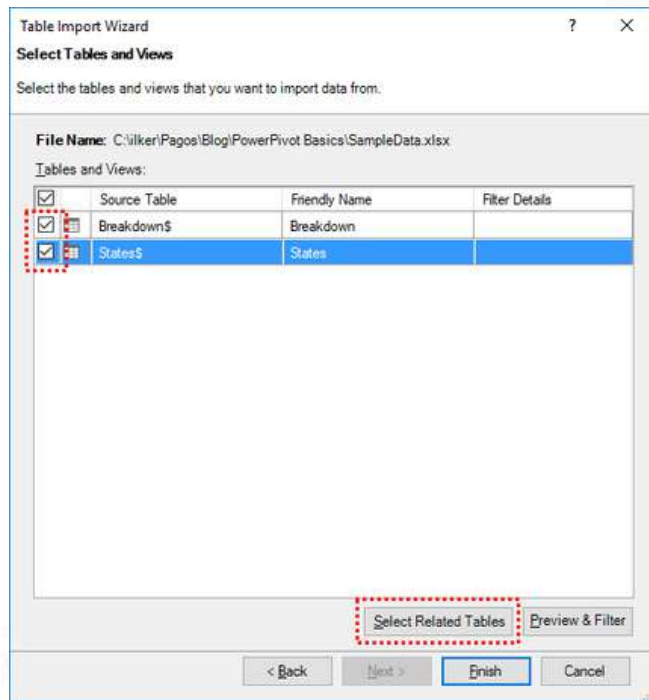 Table Import Wizard ? ✕
Select Tables and Views
Select the tables and views that you want to import data from.
File Name: C:\ilker\Pagos\Blog\PowerPivot Basics\SampleData.xlsx
Tables and Views:
Source Table Friendly Name Filter Details
Breakdown$ Breakdown
States$ States
Select Related Tables Preview & Filter
< Back Next > Finish Cancel